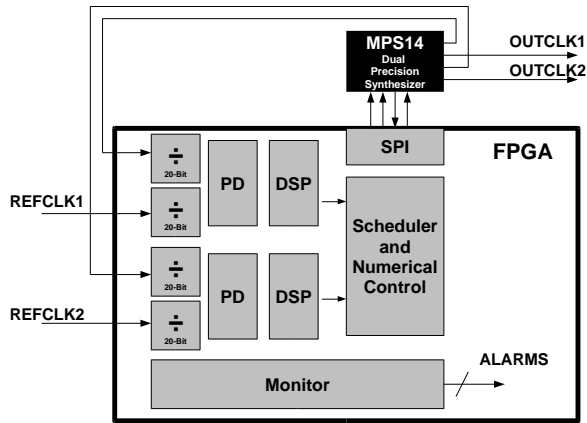 MPS14
Dual
Precision
Synthesizer
OUTCLK1
OUTCLK2
SPI
FPGA
÷
20-Bit
REFCLK1
÷
20-Bit
PD
DSP
Scheduler
and
Numerical
Control
÷
20-Bit
REFCLK2
÷
20-Bit
PD
DSP
Monitor
ALARMS